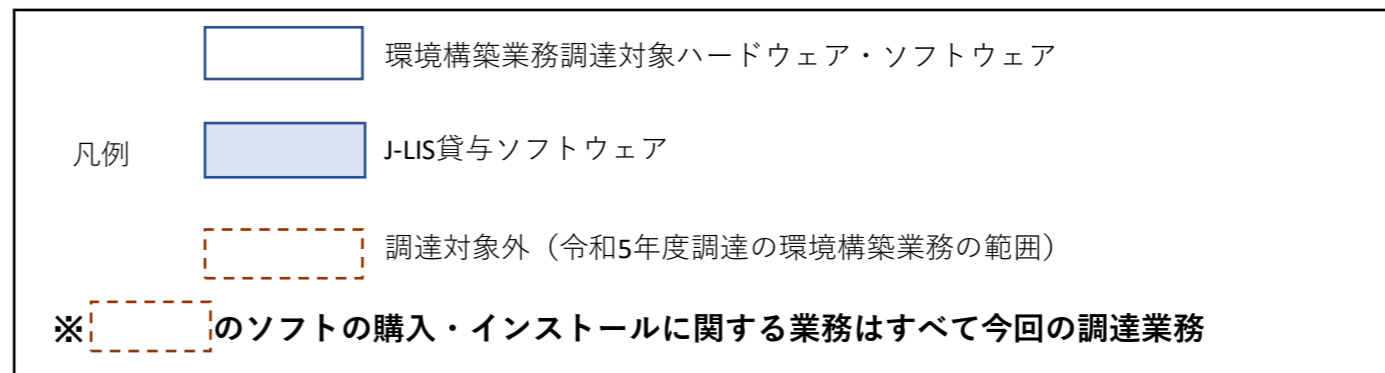 環境構築業務調達対象ハードウェア・ソフトウェア
凡例
J-LIS貸与ソフトウェア
調達対象外（令和5年度調達の環境構築業務の範囲）
※のソフトの購入・インストールに関する業務はすべて今回の調達業務